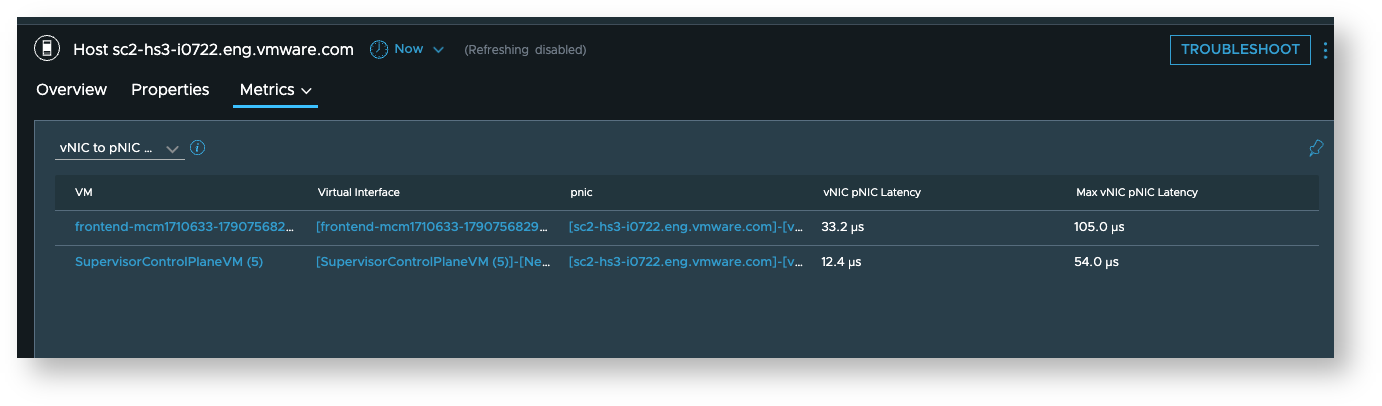 Host sc2-hs3-i0722.eng.vmware.com Now (Refreshing disabled) TROUBLESHOOT
Overview Properties Metrics
vNIC to pNIC ...
VM Virtual Interface pnic vNIC pNIC Latency Max vNIC pNIC Latency
frontend-mcm1710633-179075682... [frontend-mcm1710633-1790756829... [sc2-hs3-i0722.eng.vmware.com]-[v... 33.2 µs 105.0 µs
SupervisorControlPlaneVM (5) [SupervisorControlPlaneVM (5)]-[Ne... [sc2-hs3-i0722.eng.vmware.com]-[v... 12.4 µs 54.0 µs